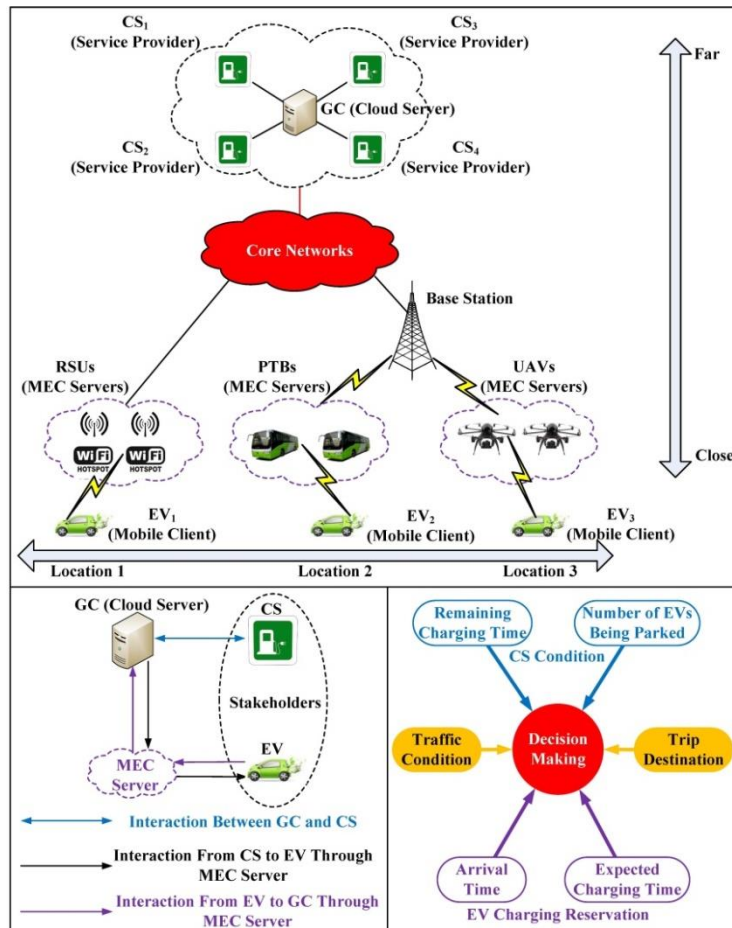 CS1
(Service Provider)
CS3
(Service Provider)
Far
GC (Cloud Server)
CS2
(Service Provider)
CS4
(Service Provider)
Core Networks
Base Station
RSUs
(MEC Servers)
PTBs
(MEC Servers)
UAVs
(MEC Servers)
WiFi
HOTSPOT
WiFi
HOTSPOT
Close
EV1
(Mobile Client)
EV2
(Mobile Client)
EV3
(Mobile Client)
Location 1
Location 2
Location 3
GC (Cloud Server)
CS
Stakeholders
EV
MEC
Server
Interaction Between GC and CS
Interaction From CS to EV Through
MEC Server
Interaction From EV to GC Through
MEC Server
Remaining
Charging Time
Number of EVs
Being Parked
CS Condition
Traffic
Condition
Decision
Making
Trip
Destination
Arrival
Time
Expected
Charging Time
EV Charging Reservation